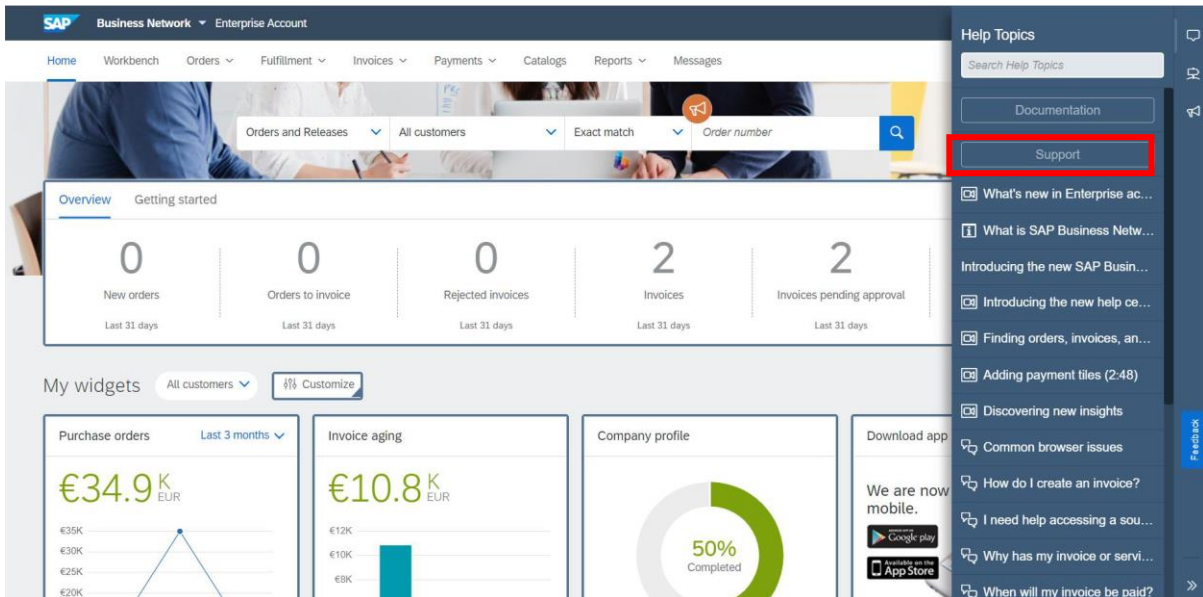 SAP Business Network Enterprise Account
Home Workbench Orders Fulfillment Invoices Payments Catalogs Reports Messages
Orders and Releases All customers Exact match Order number
Overview Getting started
0 0 0 2 2
New orders Orders to invoice Rejected invoices Invoices Invoices pending approval
Last 31 days Last 31 days Last 31 days Last 31 days Last 31 days
My widgets All customers Customize
Purchase orders Last 3 months
€34.9 K EUR
€35K
€30K
€25K
€20K
Invoice aging
€10.8 K EUR
€12K
€10K
€8K
Company profile
50%
Completed
Download app
We are now
mobile.
Google play
Available on the
App Store
Help Topics
Search Help Topics
Documentation
Support
What's new in Enterprise ac...
What is SAP Business Netw...
Introducing the new SAP Busin...
Introducing the new help ce...
Finding orders, invoices, an...
Adding payment tiles (2:48)
Discovering new insights
Common browser issues
How do I create an invoice?
I need help accessing a sou...
Why has my invoice or servi...
When will my invoice be paid?
Feedback